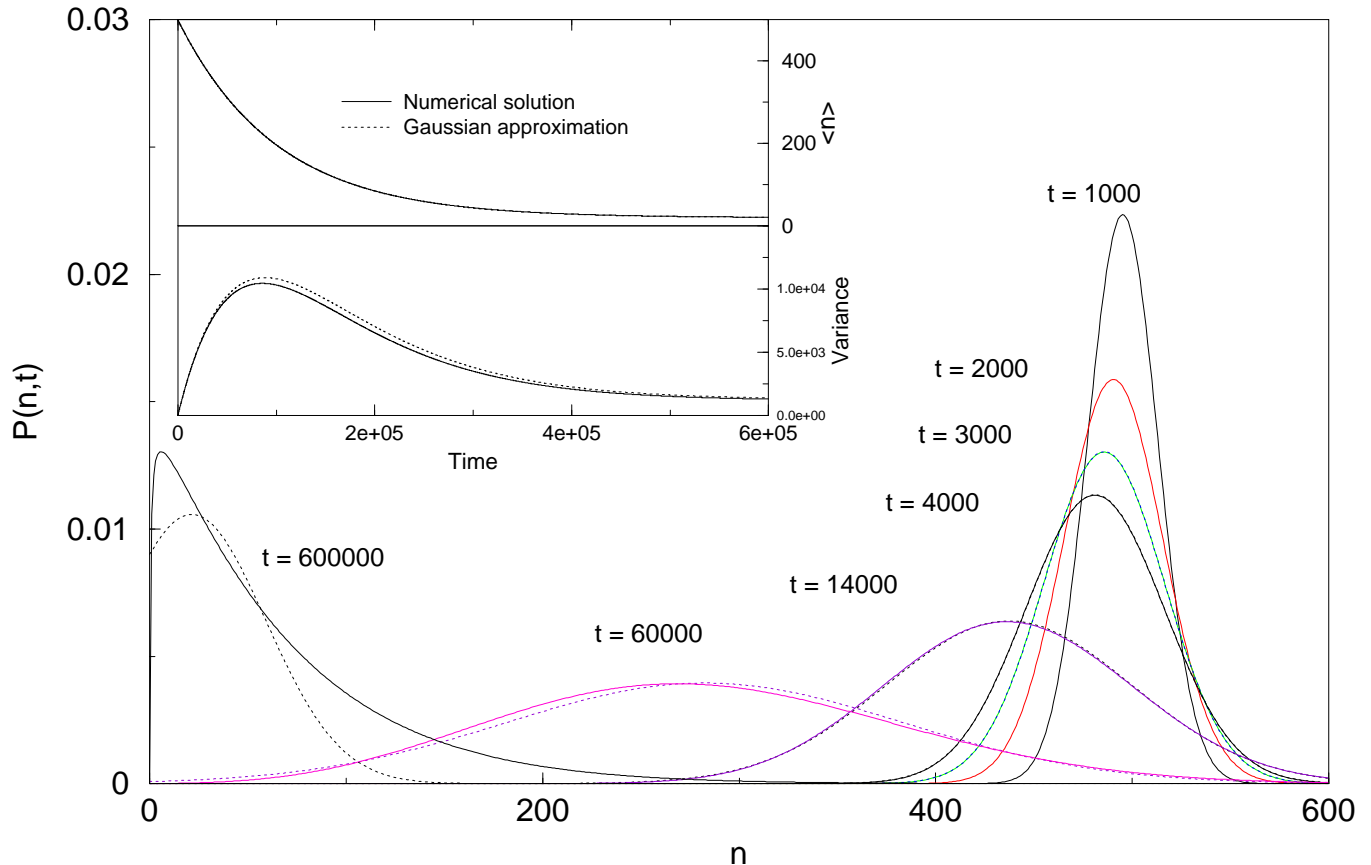 0.03
400
Numerical solution
Gaussian approximation
<n>
200
t = 1000
0
0.02
1.0e+04
Variance
P(n,t)
t = 2000
5.0e+03
t = 3000
0.0e+00
0 2e+05 4e+05 6e+05
Time
t = 4000
0.01
t = 600000
t = 14000
t = 60000
0
0 200 400 600
n